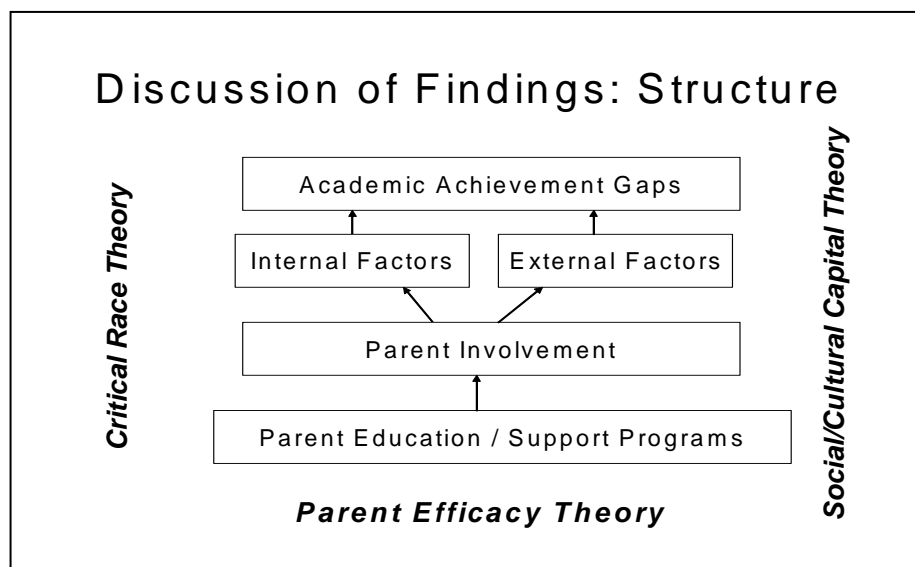 Discussion of Findings: Structure
Academic Achievement Gaps
Internal Factors
External Factors
Parent Involvement
Parent Education / Support Programs
Parent Efficacy Theory
Critical Race Theory
Social/Cultural Capital Theory